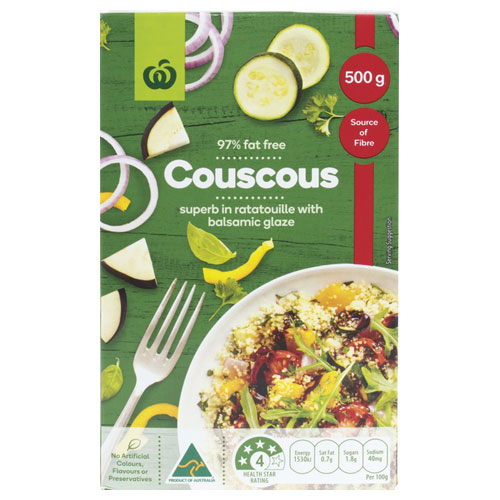 500 g
Source
of
Fibre
97% fat free
Couscous
superb in ratatouille with
balsamic glaze
Serving Suggestion
No Artificial
Colours,
Flavours or
Preservatives
PRODUCT OF AUSTRALIA
4
HEALTH STAR
RATING
Energy
1530kJ
Sat Fat
0.7g
Sugars
1.8g
Sodium
40mg
Per 100g